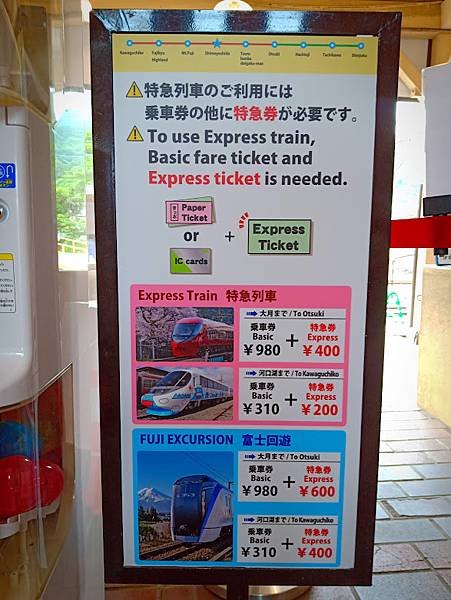 Kawaguchiko
Fujikyu
Highland
Mt.Fuji
Shimoyoshida
Tsuru
bunka
daigaku-mae
Otsuki
Hachioji
Tachikawa
Shinjuku
特急列車のご利用には
乗車券の他に特急券が必要です。
To use Express train,
Basic fare ticket and
Express ticket is needed.
Paper
Ticket
or
IC cards
+
Express
Ticket
Express Train 特急列車
大月まで / To Otsuki
乗車券 特急券
Basic + Express
¥980 ¥400
河口湖まで / To Kawaguchiko
乗車券 特急券
Basic + Express
¥310 ¥200
FUJI EXCURSION 富士回遊
大月まで / To Otsuki
乗車券 特急券
Basic + Express
¥980 ¥600
河口湖まで / To Kawaguchiko
乗車券 特急券
Basic + Express
¥310 ¥400